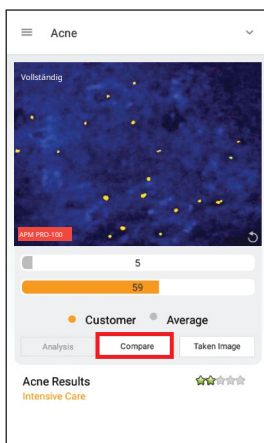 Acne
Vollständig
APM PRO-100
5
59
Customer Average
Analysis Compare Taken Image
Acne Results
Intensive Care